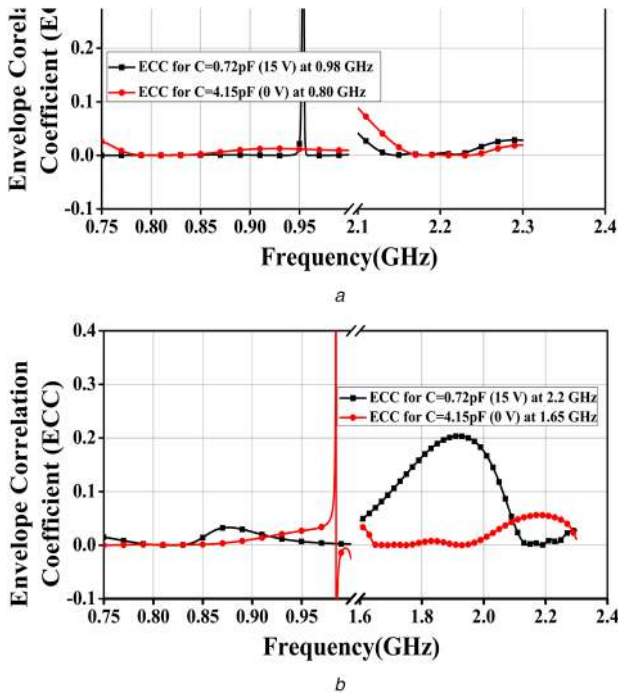 Envelope Corela
Coefficient (EC
0.2
0.1
0.0
-0.1
ECC for C=0.72pF (15 V) at 0.98 GHz
ECC for C=4.15pF (0 V) at 0.80 GHz
0.75 0.80 0.85 0.90 0.95 2.1 2.2 2.3 2.4
Frequency(GHz)
a
Envelope Correlation
Coefficient (ECC)
0.4
0.3
0.2
0.1
0.0
-0.1
ECC for C=0.72pF (15 V) at 2.2 GHz
ECC for C=4.15pF (0 V) at 1.65 GHz
0.75 0.80 0.85 0.90 0.95 1.6 1.8 2.0 2.2 2.4
Frequency(GHz)
b